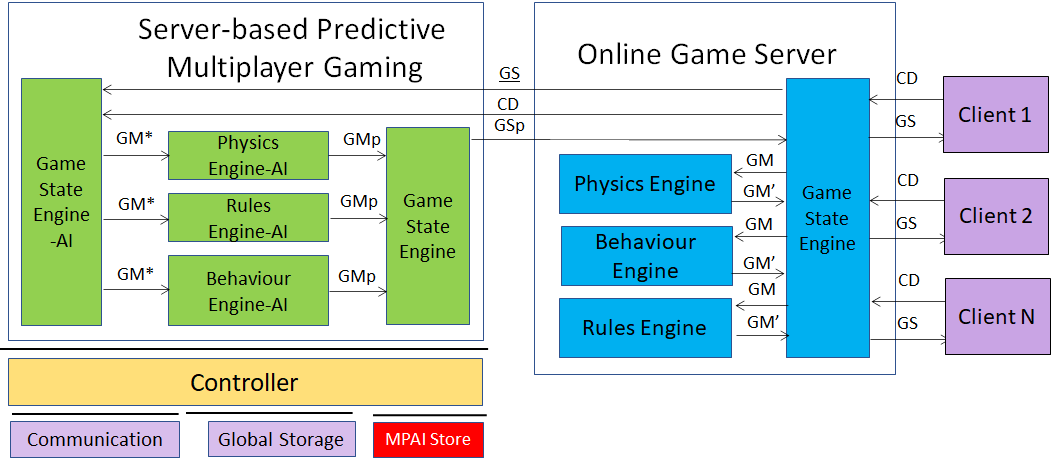 Server-based Predictive
Multiplayer Gaming
Online Game Server
GS
CD
GSp
Game
State
Engine
-AI
GM*
Physics
Engine-AI
GMp
GM*
Rules
Engine-AI
GMp
GM*
Behaviour
Engine-AI
GMp
Game
State
Engine
Physics Engine
GM
GM’
Behaviour
Engine
GM
GM’
Rules Engine
GM
GM’
Game
State
Engine
CD
GS
Client 1
CD
GS
Client 2
CD
GS
Client N
Controller
Communication
Global Storage
MPAI Store